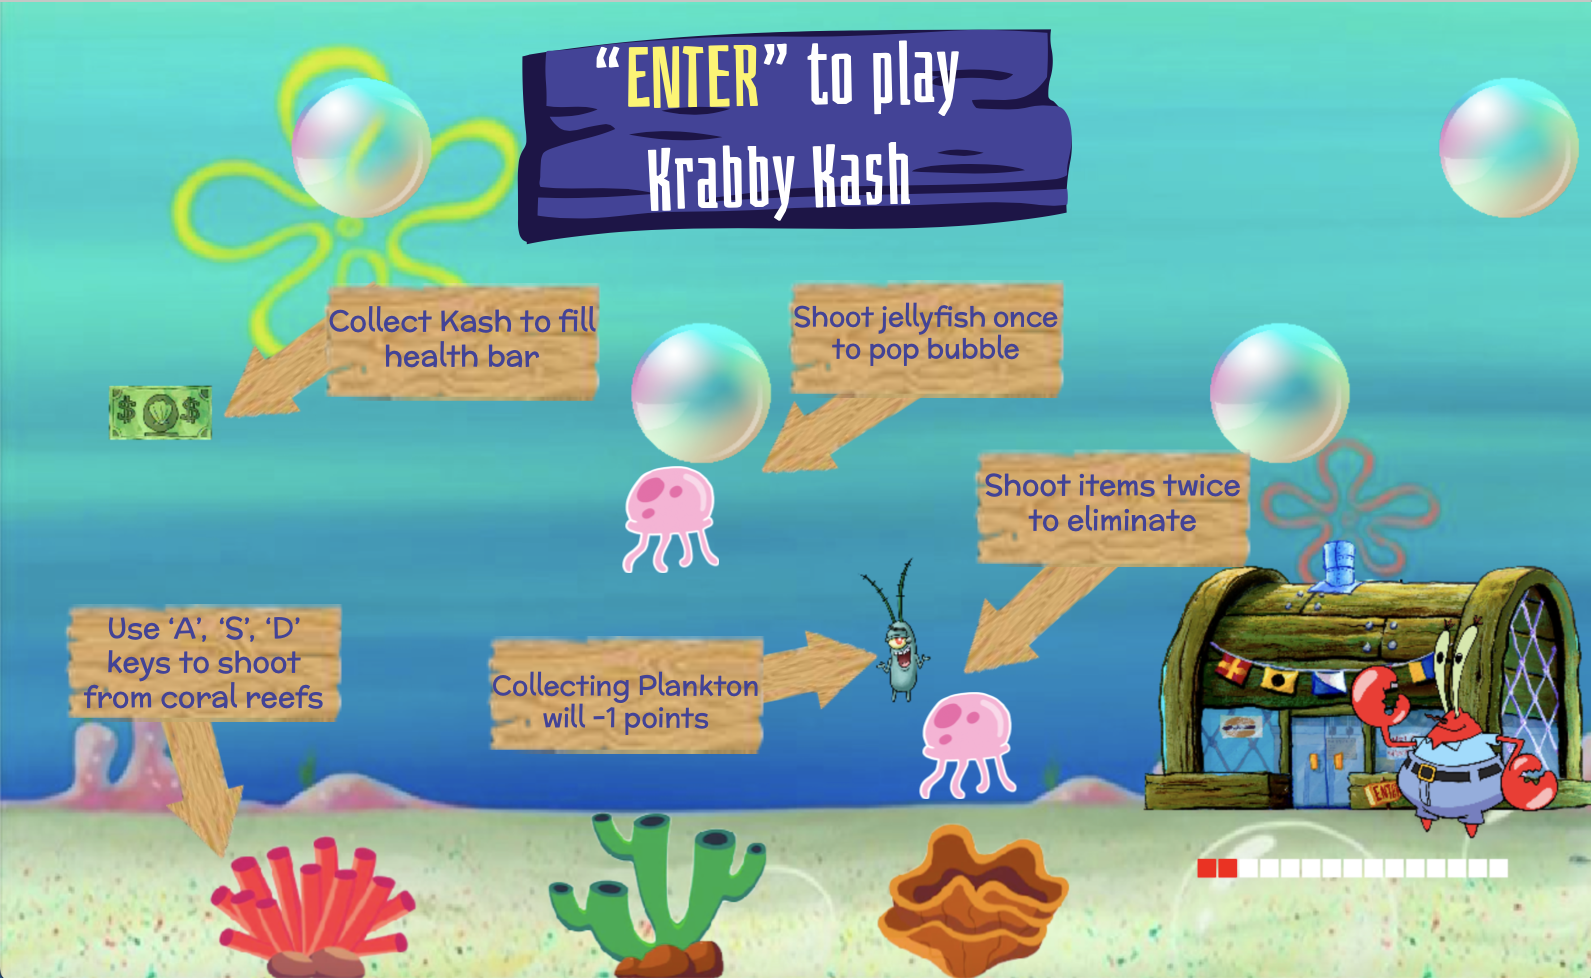 “ENTER” to play
Krabby Kash
Collect Kash to fill
health bar
Shoot jellyfish once
to pop bubble
$ $
Shoot items twice
to eliminate
Use ‘A’, ‘S’, ‘D’
keys to shoot
from coral reefs
Collecting Plankton
will -1 points